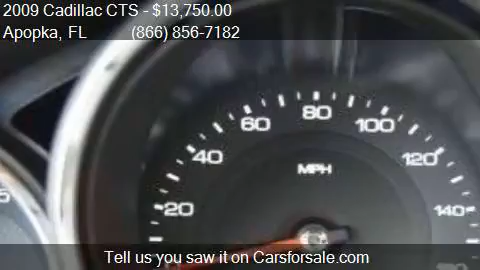 2009 Cadillac CTS - $13,750.00
Apopka, FL (866) 856-7182
80
60 100
40 120
MPH
20 140
5
Tell us you saw it on Carsforsale.com